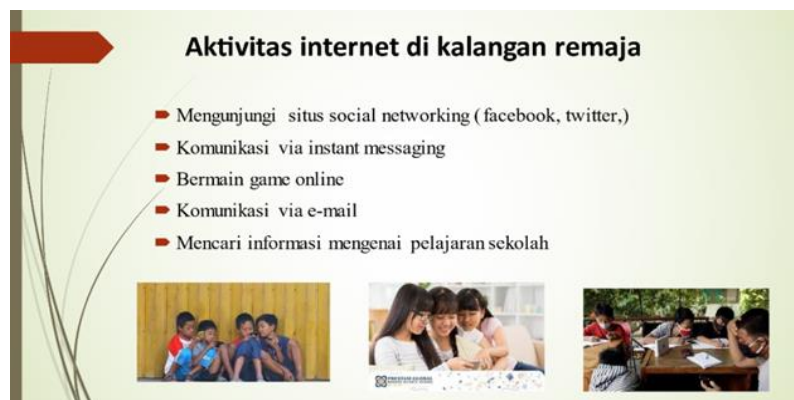 Aktivitas internet di kalangan remaja
Mengunjungi situs social networking ( facebook, twitter,)
Komunikasi via instant messaging
Bermain game online
Komunikasi via e-mail
Mencari informasi mengenai pelajaran sekolah